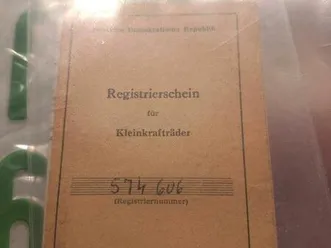 Deutsche Demokratische Republik
Registrierschein
für
Kleinkrafträder
574 606
(Registriernummer)